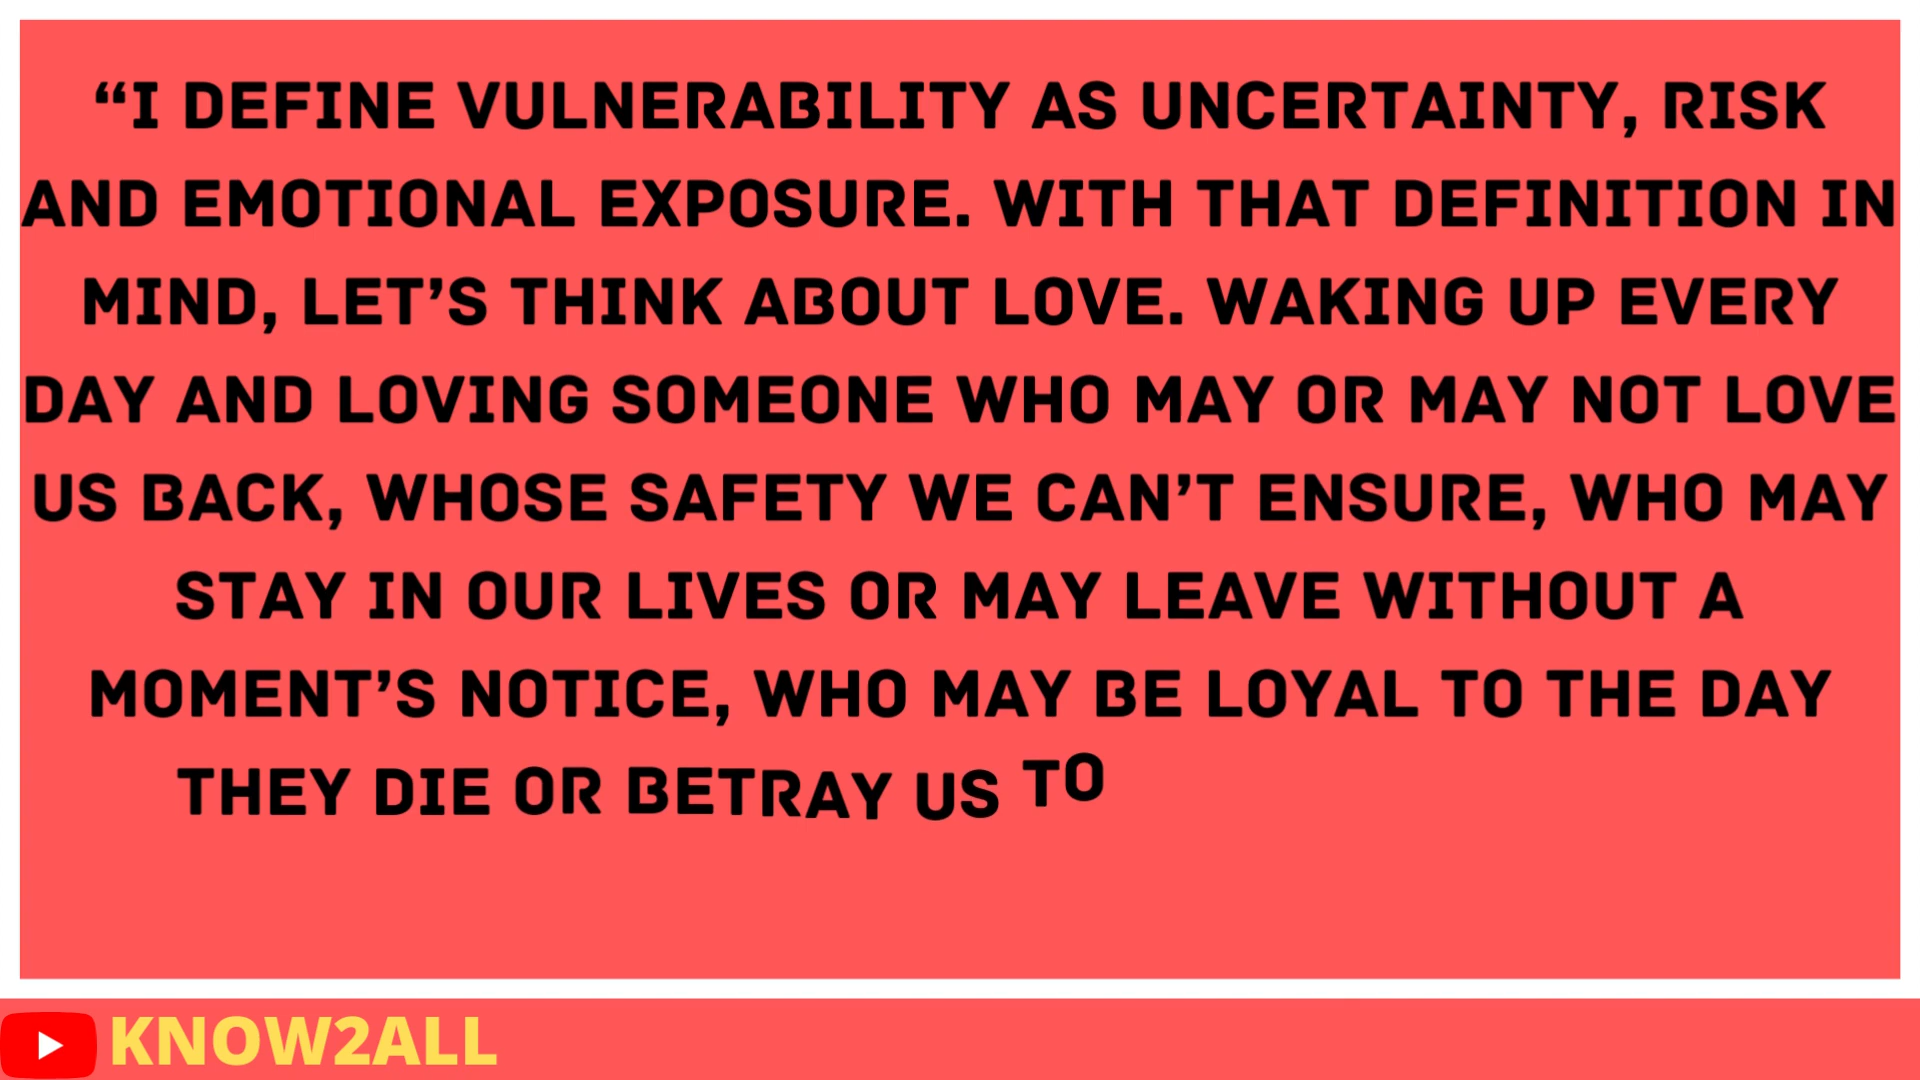 “I DEFINE VULNERABILITY AS UNCERTAINTY, RISK
AND EMOTIONAL EXPOSURE. WITH THAT DEFINITION IN
MIND, LET’S THINK ABOUT LOVE. WAKING UP EVERY
DAY AND LOVING SOMEONE WHO MAY OR MAY NOT LOVE
US BACK, WHOSE SAFETY WE CAN’T ENSURE, WHO MAY
STAY IN OUR LIVES OR MAY LEAVE WITHOUT A
MOMENT’S NOTICE, WHO MAY BE LOYAL TO THE DAY
THEY DIE OR BETRAY US TO
KNOW2ALL